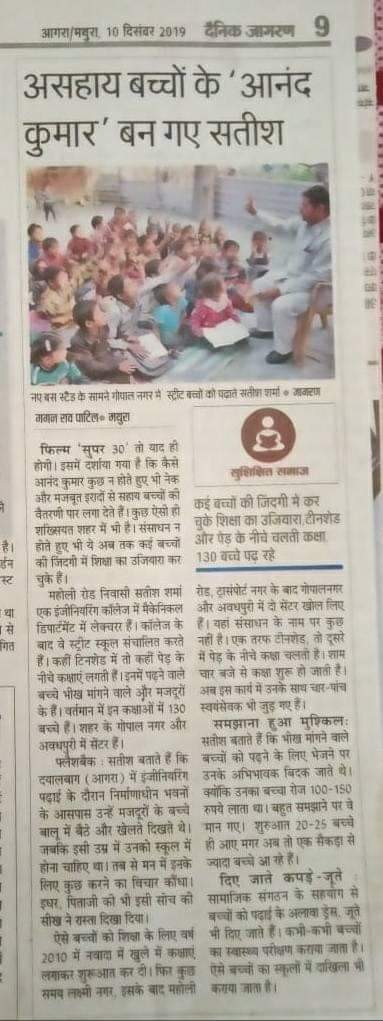 आगरा/मथुरा, 10 दिसंबर 2019 दैनिक जागरण 9
असहाय बच्चों के 'आनंद
कुमार' बन गए सतीश
नए बस स्टैंड के सामने गोपाल नगर में स्ट्रीट बच्चों को पढ़ाते सतीश शर्मा ● जागरण
गगन राव पाटिल● मथुरा
फिल्म 'सुपर 30' तो याद ही
होगी। इसमें दर्शाया गया है कि कैसे
आनंद कुमार कुछ न होते हुए भी नेक
और मजबूत इरादों से सहाय बच्चों की
वैतरणी पार लगा देते हैं। कुछ ऐसी ही
शख्सियत शहर में भी है। संसाधन न
होते हुए भी ये अब तक कई बच्चों
की जिंदगी में शिक्षा का उजियारा कर
चुके हैं।
महोली रोड निवासी सतीश शर्मा
एक इंजीनियरिंग कॉलेज में मैकेनिकल
डिपार्टमेंट में लेक्चरर हैं। कॉलेज के
बाद वे स्ट्रीट स्कूल संचालित करते
हैं। कहीं टिनशेड में तो कहीं पेड़ के
नीचे कक्षाएं लगती हैं। इनमें पढ़ने वाले
बच्चे भीख मांगने वाले और मजदूरों
के हैं। वर्तमान में इन कक्षाओं में 130
बच्चे हैं। शहर के गोपाल नगर और
अवधपुरी में सेंटर हैं।
फ्लैशबैक : सतीश बताते हैं कि
दयालबाग (आगरा) में इंजीनियरिंग
पढ़ाई के दौरान निर्माणाधीन भवनों
के आसपास उन्हें मजदूरों के बच्चे
बालू में बैठे और खेलते दिखते थे।
जबकि इसी उम्र में उनको स्कूल में
होना चाहिए था। तब से मन में इनके
लिए कुछ करने का विचार कौंधा।
इधर, पिताजी की भी इसी सोच की
सीख ने रास्ता दिखा दिया।
ऐसे बच्चों को शिक्षा के लिए वर्ष
2010 में नवादा में खुले में कक्षाएं
लगाकर शुरूआत कर दी। फिर कुछ
समय लक्ष्मी नगर, इसके बाद महोली
सुशिक्षित समाज
कई बच्चों की जिंदगी में कर
चुके शिक्षा का उजियारा,टीनशेड
और पेड़ के नीचे चलती कक्षा,
130 बच्चे पढ़ रहे
रोड, ट्रांसपोर्ट नगर के बाद गोपालनगर
और अवधपुरी में दो सेंटर खोल लिए
हैं। यहां संसाधन के नाम पर कुछ
नहीं है। एक तरफ टीनशेड, तो दूसरे
में पेड़ के नीचे कक्षा चलती है। शाम
चार बजे से कक्षा शुरू हो जाती है।
अब इस कार्य में उनके साथ चार-पांच
स्वयंसेवक भी जुड़ गए हैं।
समझाना हुआ मुश्किल:
सतीश बताते हैं कि भीख मांगने वाले
बच्चों को पढ़ने के लिए भेजने पर
उनके अभिभावक बिदक जाते थे।
क्योंकि उनका बच्चा रोज 100-150
रुपये लाता था। बहुत समझाने पर वे
मान गए। शुरुआत 20-25 बच्चे
ही आए मगर अब तो एक सैकड़ा से
ज्यादा बच्चे आ रहे हैं।
दिए जाते कपड़े-जूते :
सामाजिक संगठन के सहयोग से
बच्चों को पढ़ाई के अलावा ड्रेस, जूते
भी दिए जाते हैं। कभी-कभी बच्चों
का स्वास्थ्य परीक्षण कराया जाता है।
ऐसे बच्चों का स्कूलों में दाखिला भी
कराया जाता है।